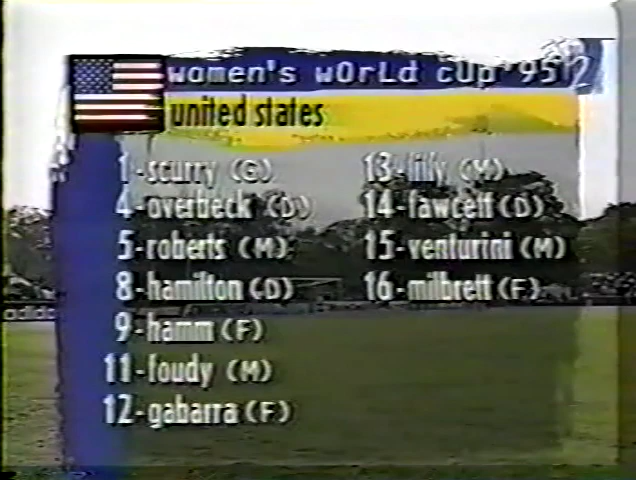 women's wOrLd cUp '95
united states
1-scurry (G)
4-overbeck (D)
5-roberts (M)
8-hamilton (D)
9-hamm (F)
11-foudy (M)
12-gabarra (F)
13-lilly (M)
14-fawcett (D)
15-venturini (M)
16-milbrett (F)
adidas